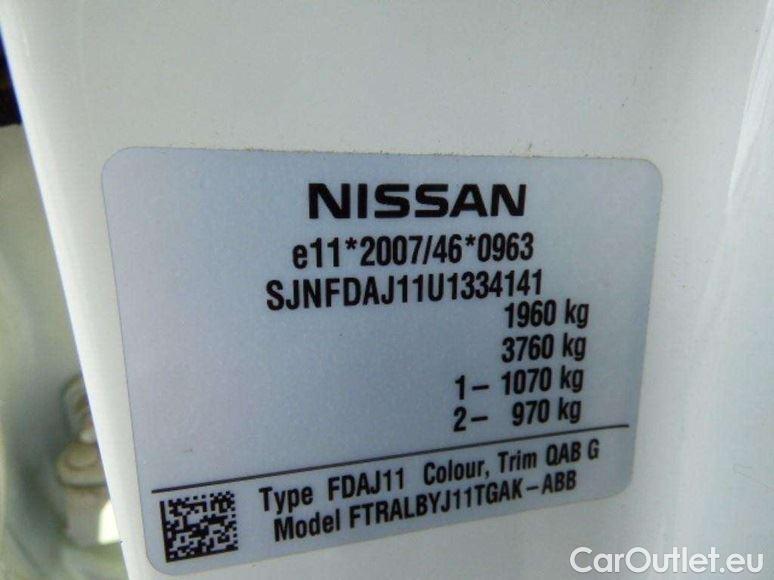 NISSAN
e11*2007/46*0963
SJNFDAJ11U1334141
1960 kg
3760 kg
1- 1070 kg
2- 970 kg
Type FDAJ11 Colour, Trim QAB G
Model FTRALBYJ11TGAK-ABB
CarOutlet.eu